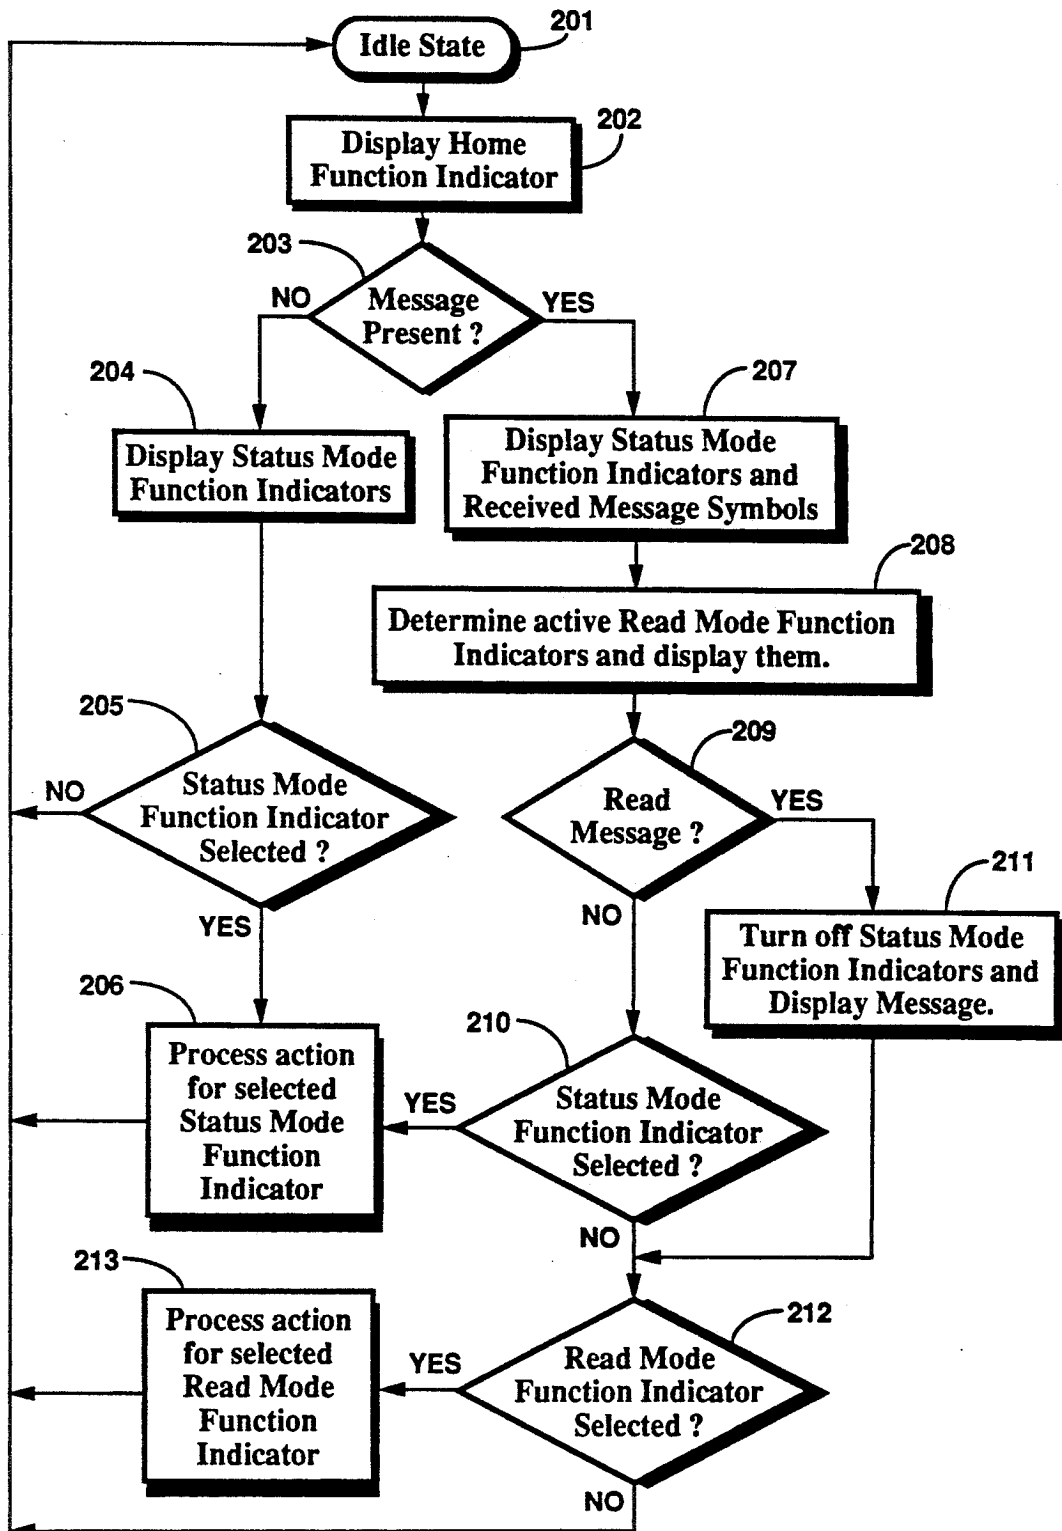 201
Idle State
202
Display Home
Function Indicator
203
NO
Message
Present ?
YES
204
Display Status Mode
Function Indicators
207
Display Status Mode
Function Indicators and
Received Message Symbols
208
Determine active Read Mode Function
Indicators and display them.
205
NO
Status Mode
Function Indicator
Selected ?
YES
209
Read
Message ?
YES
NO
211
Turn off Status Mode
Function Indicators and
Display Message.
206
Process action
for selected
Status Mode
Function
Indicator
210
YES
Status Mode
Function Indicator
Selected ?
NO
213
Process action
for selected
Read Mode
Function
Indicator
212
YES
Read Mode
Function Indicator
Selected ?
NO